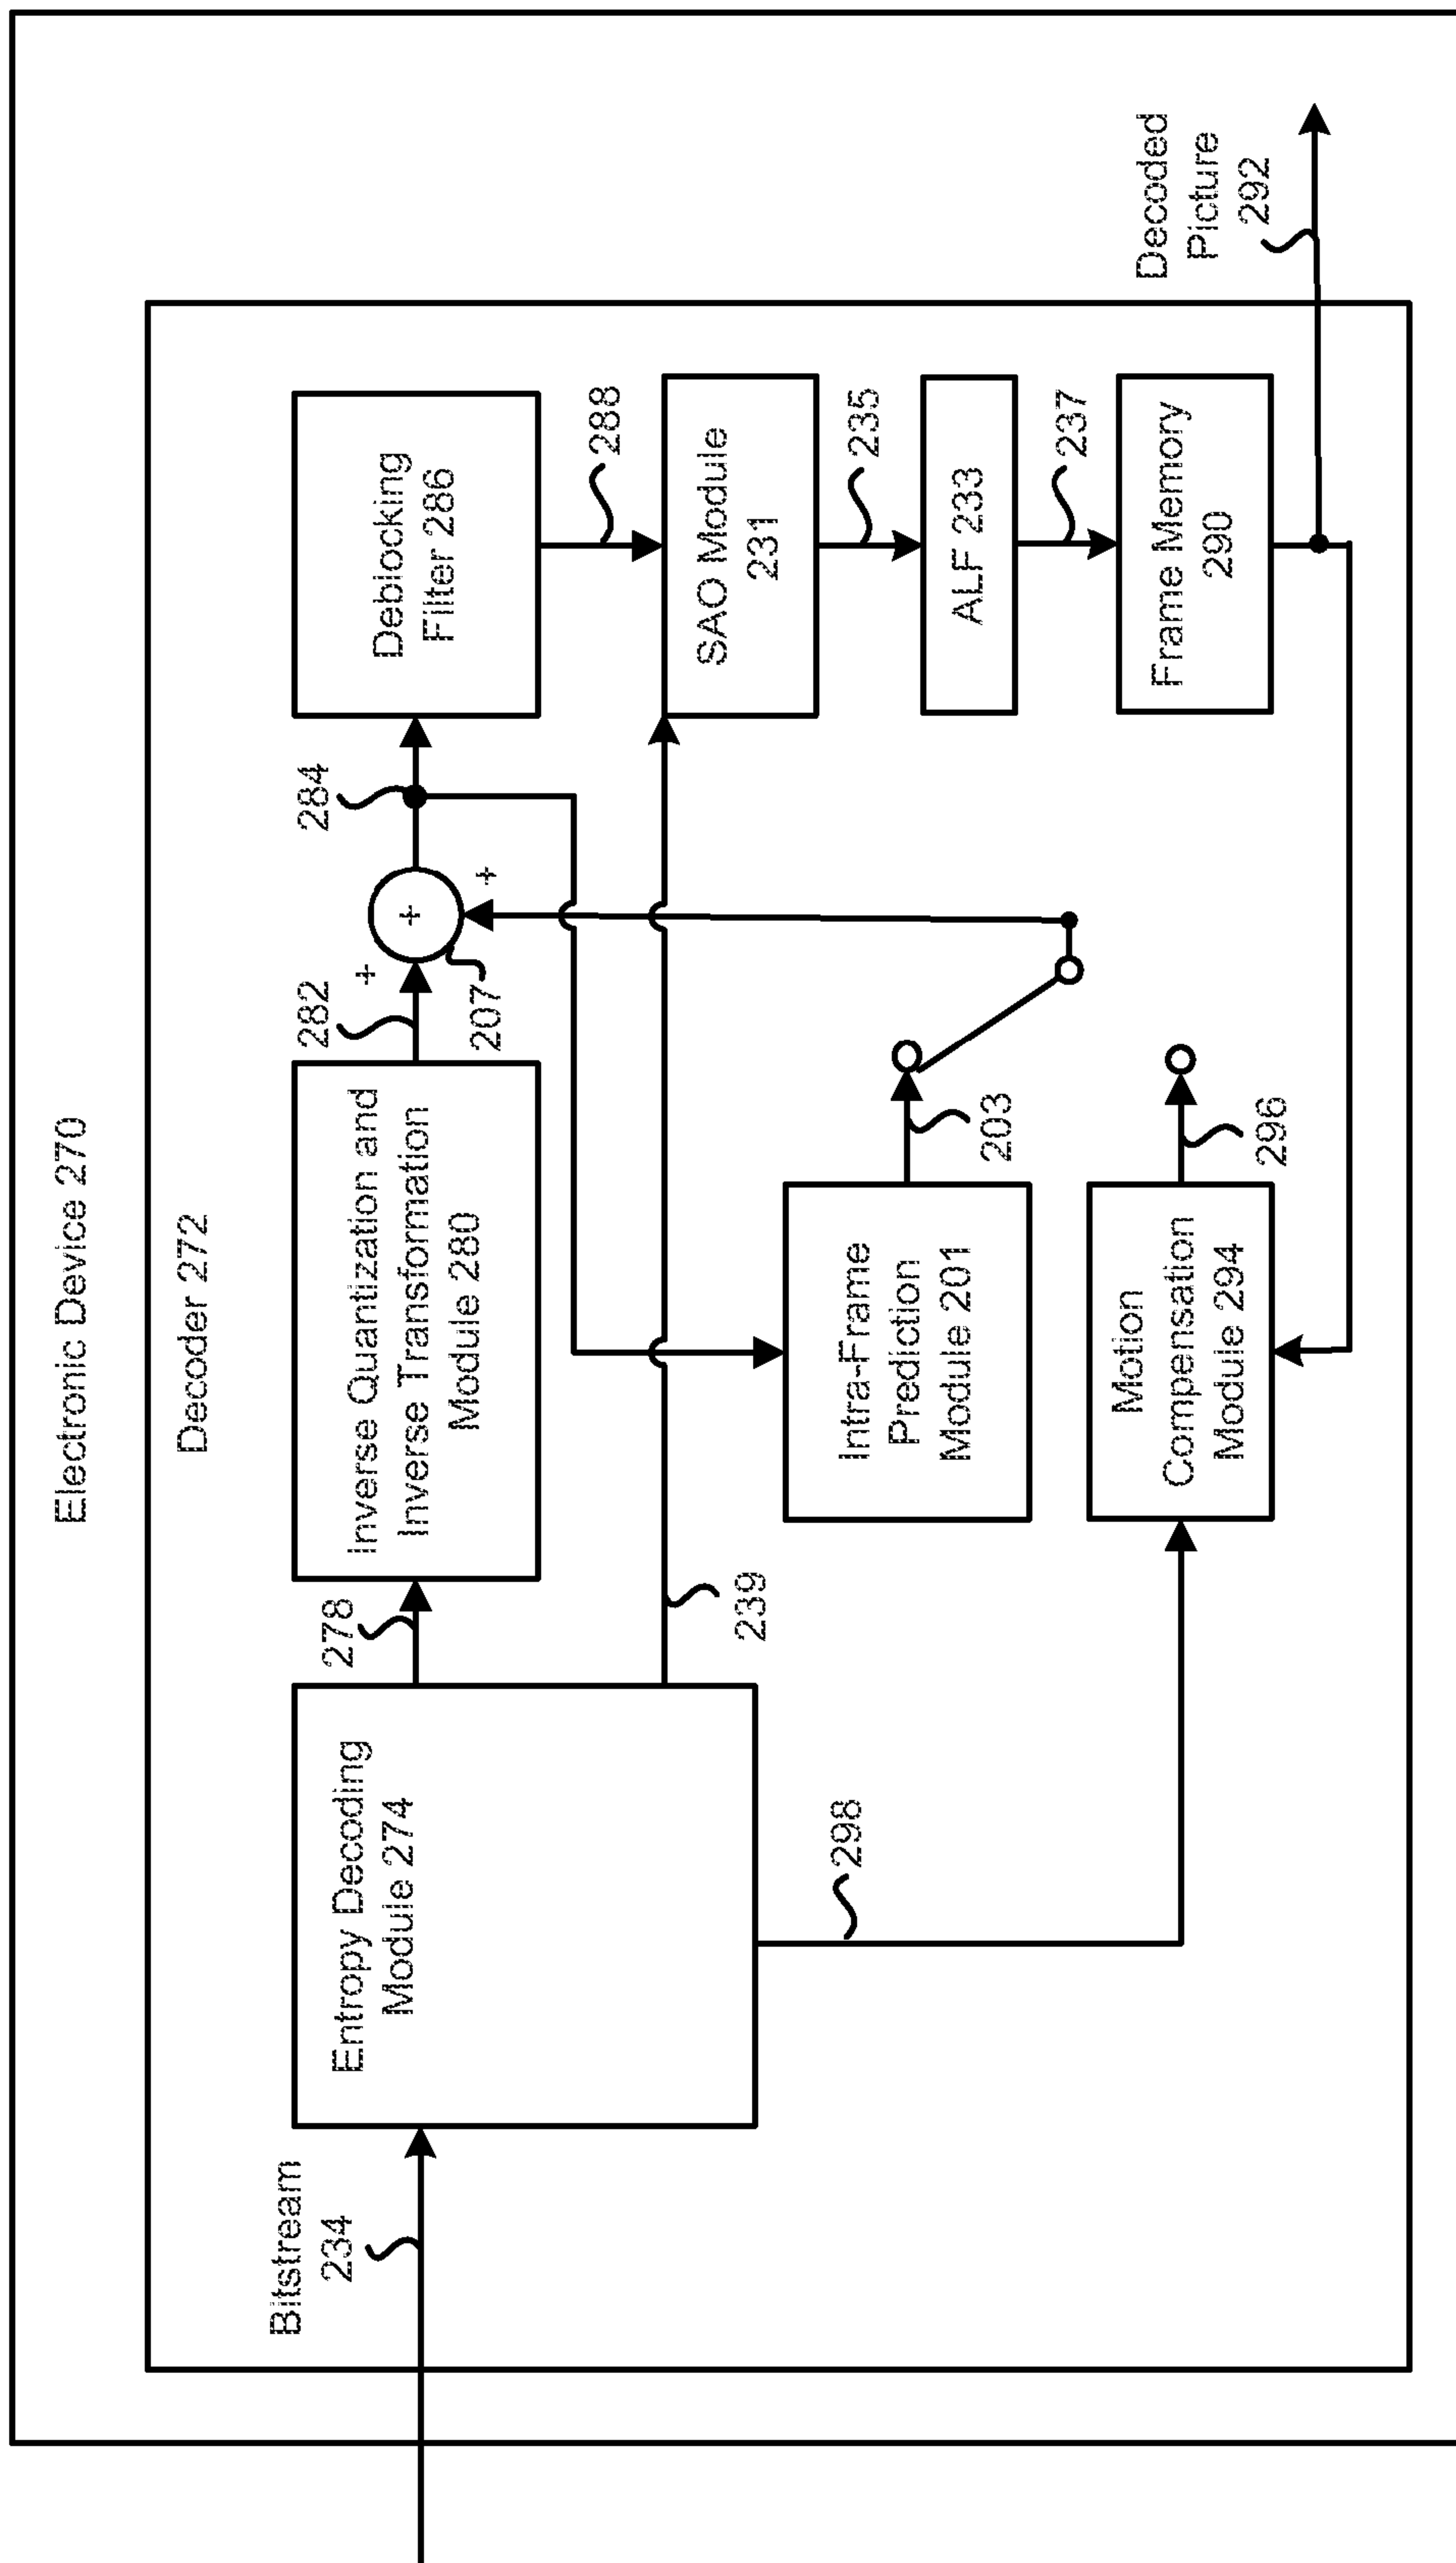 Electronic Device 270
Decoder 272
Bitstream
234
Entropy Decoding
Module 274
278
Inverse Quantization and
Inverse Transformation
Module 280
282
+
+
+
207
284
Deblocking
Filter 286
288
239
SAO Module
231
235
ALF 233
237
Frame Memory
290
Decoded
Picture
292
Intra-Frame
Prediction
Module 201
203
298
Motion
Compensation
Module 294
296